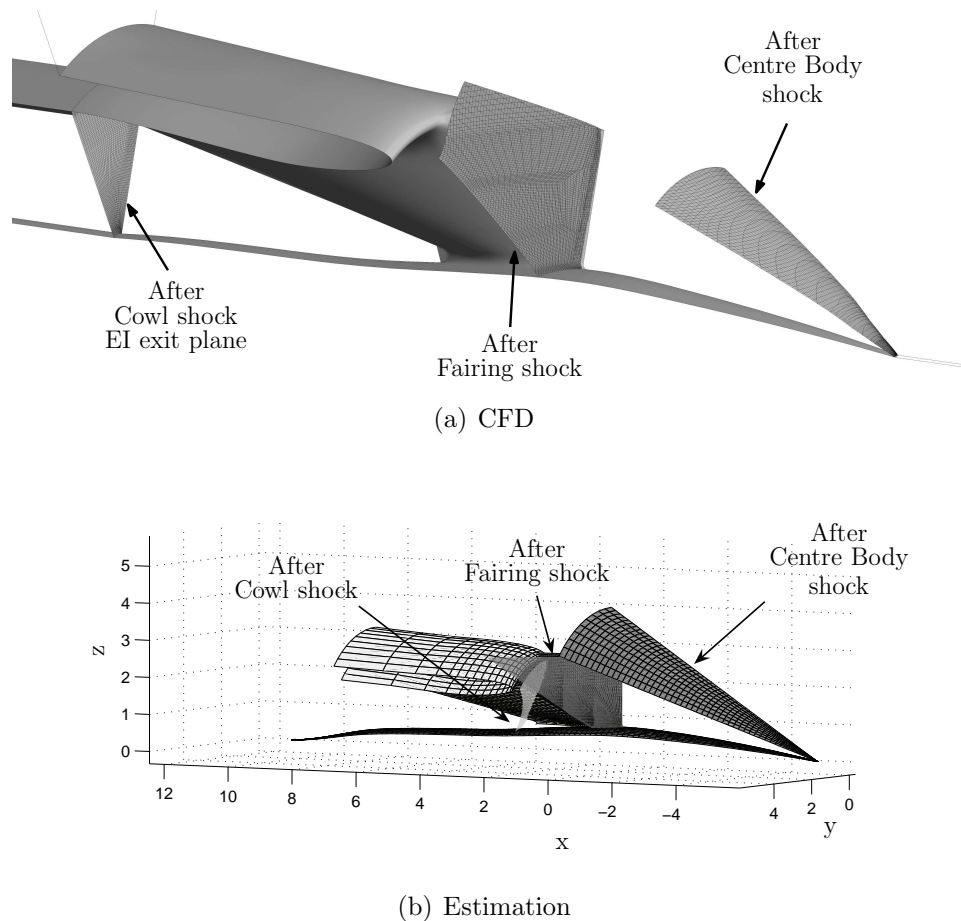 After
Centre Body
shock
After
Cowl shock
EI exit plane
After
Fairing shock
(a) CFD
After
Centre Body
shock
After
Fairing shock
After
Cowl shock
5
4
3
2
1
0
z
12
10
8
6
4
2
0
−2
−4
x
4
2
0
y
(b) Estimation